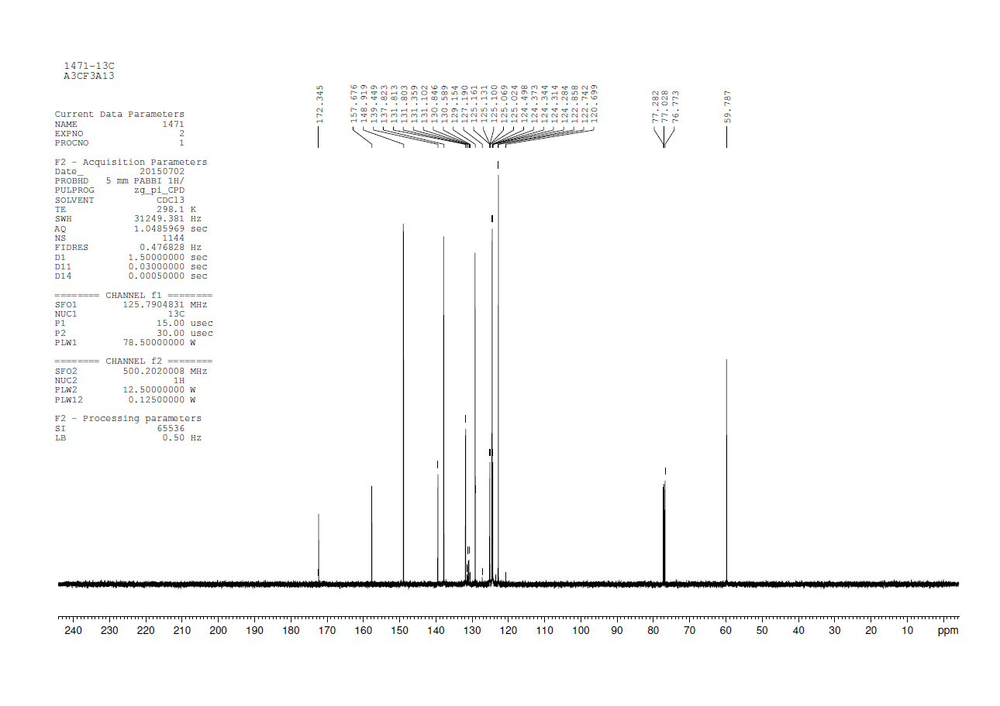 1471-13C
A3CF3A13
172.345
157.676
148.919
139.449
137.823
131.813
131.803
131.359
131.102
130.846
130.589
129.154
127.190
125.161
125.131
125.100
125.069
125.024
124.498
124.373
124.344
124.314
124.284
122.858
122.742
120.699
77.282
77.028
76.773
59.787
Current Data Parameters
NAME 1471
EXPNO 2
PROCNO 1
F2 - Acquisition Parameters
Date_ 20150702
PROBHD 5 mm PABBI 1H/
PULPROG zg_pi_CPD
SOLVENT CDCl3
TE 298.1 K
SWH 31249.381 Hz
AQ 1.0485969 sec
NS 1144
FIDRES 0.476828 Hz
D1 1.50000000 sec
D11 0.03000000 sec
D14 0.00050000 sec
======== CHANNEL f1 ========
SFO1 125.7904831 MHz
NUC1 13C
P1 15.00 usec
P2 30.00 usec
PLW1 78.50000000 W
======== CHANNEL f2 ========
SFO2 500.2020008 MHz
NUC2 1H
PLW2 12.50000000 W
PLW12 0.12500000 W
F2 - Processing parameters
SI 65536
LB 0.50 Hz
240 230 220 210 200 190 180 170 160 150 140 130 120 110 100 90 80 70 60 50 40 30 20 10 ppm